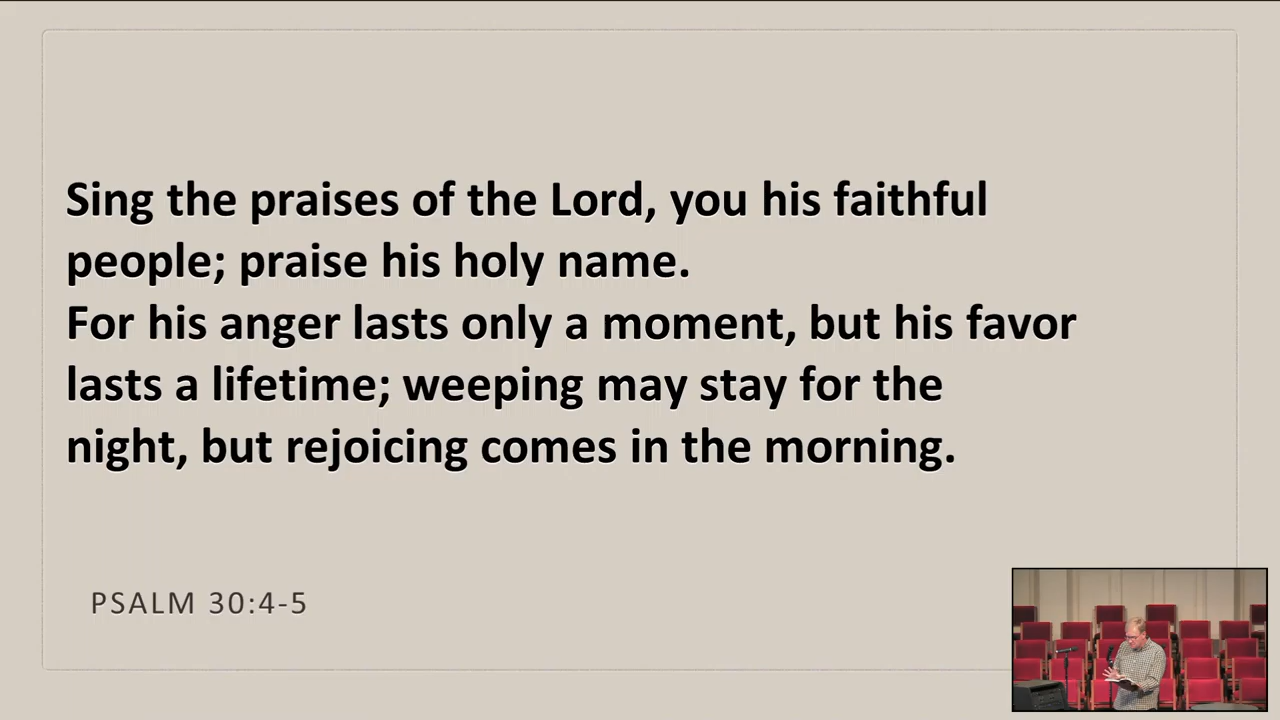 Sing the praises of the Lord, you his faithful
people; praise his holy name.
For his anger lasts only a moment, but his favor
lasts a lifetime; weeping may stay for the
night, but rejoicing comes in the morning.
PSALM 30:4-5